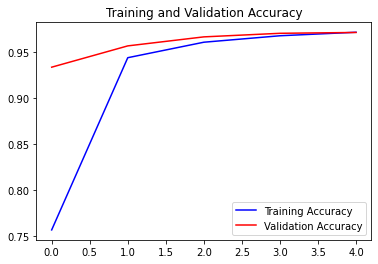 Training and Validation Accuracy
0.95
0.90
0.85
0.80
0.75
0.0 0.5 1.0 1.5 2.0 2.5 3.0 3.5 4.0
Training Accuracy
Validation Accuracy